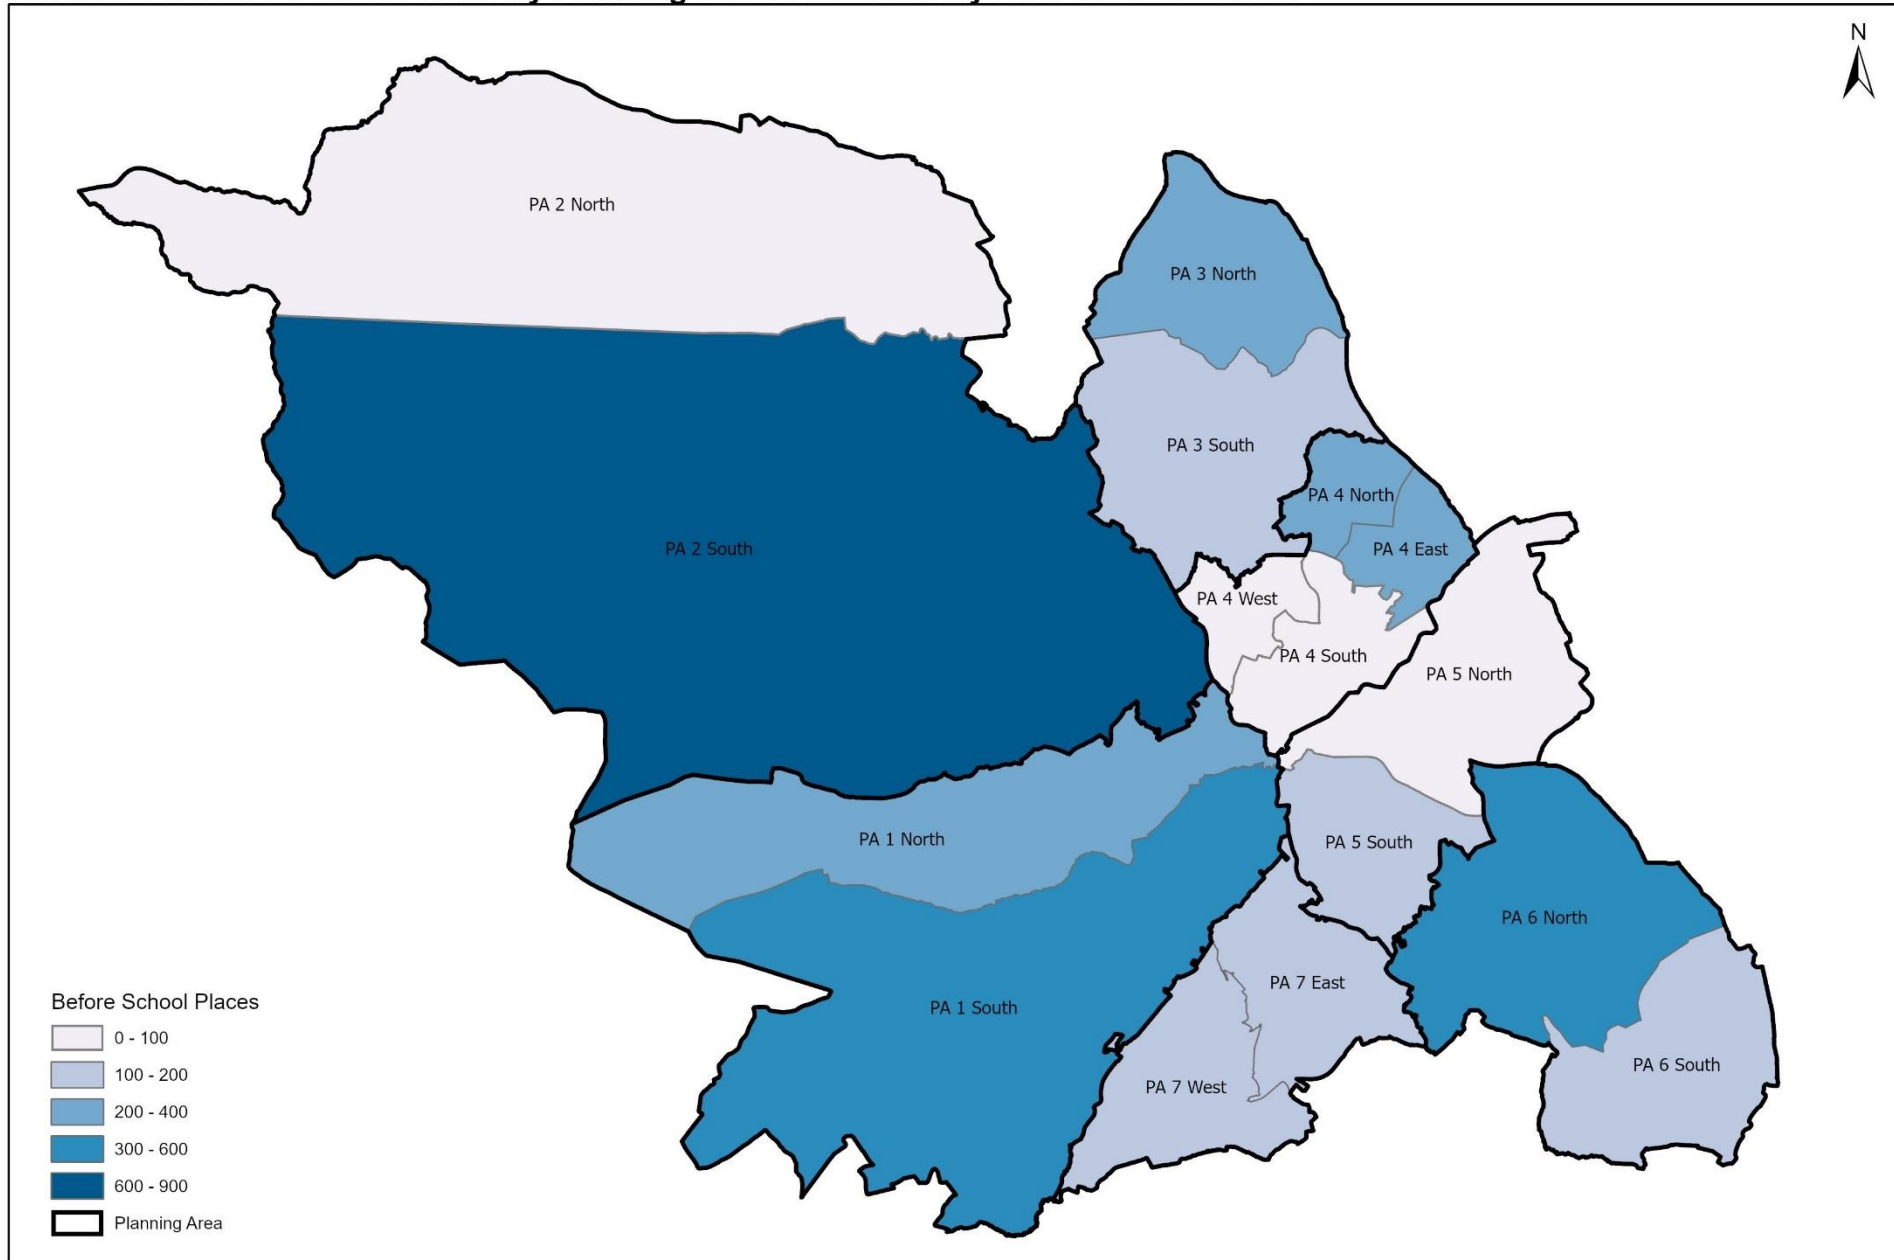 N
PA 2 North
PA 3 North
PA 3 South
PA 4 North
PA 2 South
PA 4 East
PA 4 West
PA 4 South
PA 5 North
PA 1 North
PA 5 South
PA 6 North
PA 7 East
PA 1 South
PA 6 South
PA 7 West
Before School Places
0 - 100
100 - 200
200 - 400
300 - 600
600 - 900
Planning Area